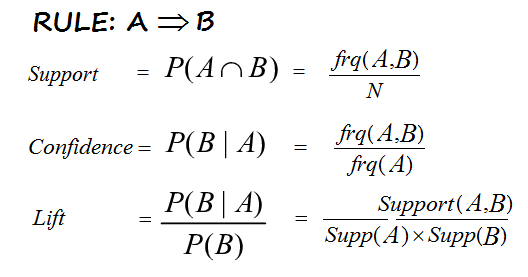 RULE: A ⟹ B
Support = P(A ∩ B) = frq(A,B) / N
Confidence = P(B | A) = frq(A,B) / frq(A)
Lift = P(B | A) / P(B) = Support(A,B) / Supp(A)×Supp(B)